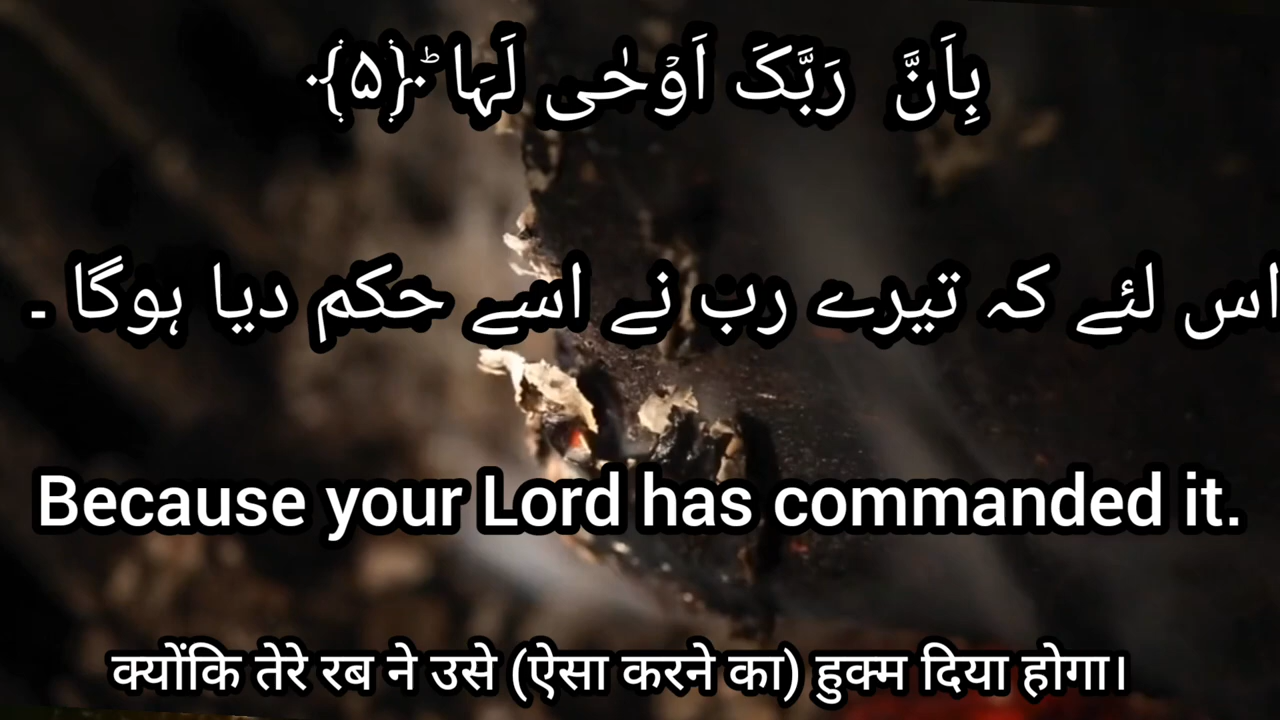 بِاَنَّ رَبَّکَ اَوۡحٰی لَہَا ؕ﴿۵﴾
اس لئے کہ تیرے رب نے اسے حکم دیا ہوگا ۔
Because your Lord has commanded it.
क्योंकि तेरे रब ने उसे (ऐसा करने का) हुक्म दिया होगा।